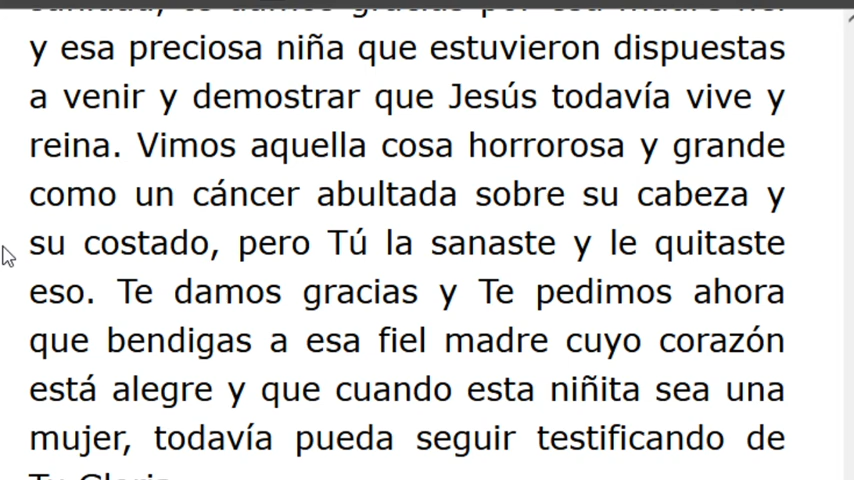 y esa preciosa niña que estuvieron dispuestas
a venir y demostrar que Jesús todavía vive y
reina. Vimos aquella cosa horrorosa y grande
como un cáncer abultada sobre su cabeza y
su costado, pero Tú la sanaste y le quitaste
eso. Te damos gracias y Te pedimos ahora
que bendigas a esa fiel madre cuyo corazón
está alegre y que cuando esta niñita sea una
mujer, todavía pueda seguir testificando de